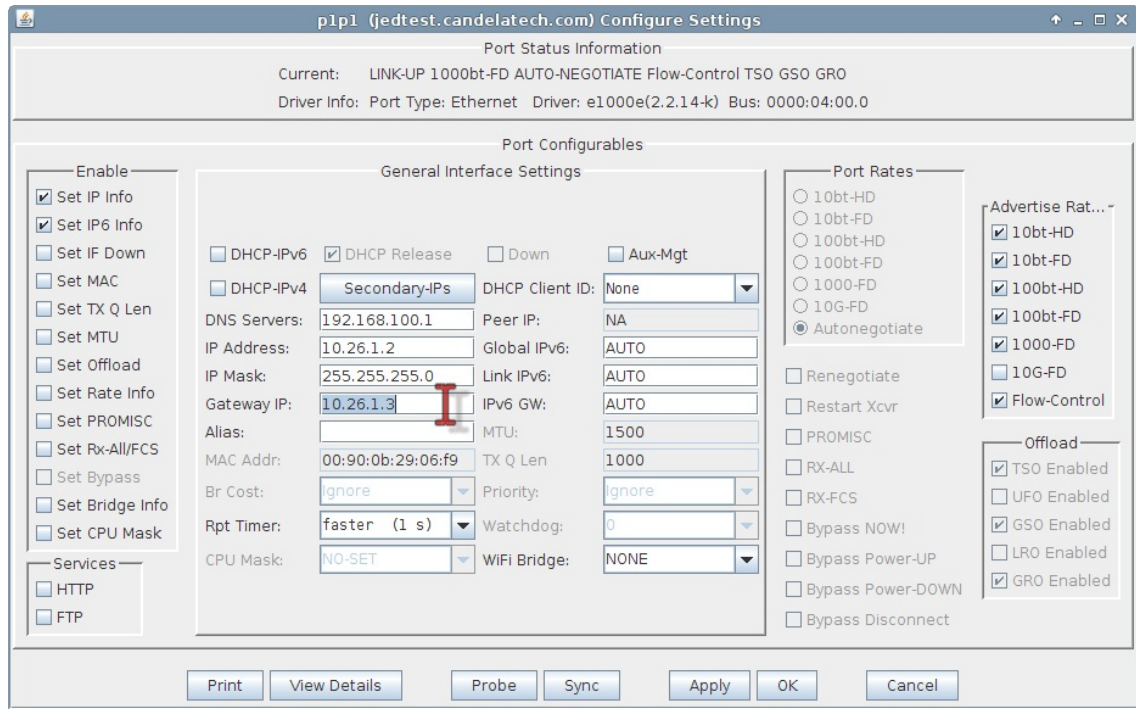 p1p1 (jedtest.candelatech.com) Configure Settings
Port Status Information
Current: LINK-UP 1000bt-FD AUTO-NEGOTIATE Flow-Control TSO GSO GRO
Driver Info: Port Type: Ethernet Driver: e1000e(2.2.14-k) Bus: 0000:04:00.0
Port Configurables
Enable
Set IP Info
Set IP6 Info
Set IF Down
Set MAC
Set TX Q Len
Set MTU
Set Offload
Set Rate Info
Set PROMISC
Set Rx-All/FCS
Set Bypass
Set Bridge Info
Set CPU Mask
Services
HTTP
FTP
General Interface Settings
DHCP-IPv6 DHCP Release Down Aux-Mgt
DHCP-IPv4 Secondary-IPs DHCP Client ID: None
DNS Servers: 192.168.100.1 Peer IP: NA
IP Address: 10.26.1.2 Global IPv6: AUTO
IP Mask: 255.255.255.0 Link IPv6: AUTO
Gateway IP: 10.26.1.3 IPv6 GW: AUTO
Alias: MTU: 1500
MAC Addr: 00:90:0b:29:06:f9 TX Q Len 1000
Br Cost: Ignore Priority: Ignore
Rpt Timer: faster (1 s) Watchdog: 0
CPU Mask: NO-SET WiFi Bridge: NONE
Port Rates
10bt-HD
10bt-FD
100bt-HD
100bt-FD
1000-FD
10G-FD
Autonegotiate
Renegotiate
Restart Xcvr
PROMISC
RX-ALL
RX-FCS
Bypass NOW!
Bypass Power-UP
Bypass Power-DOWN
Bypass Disconnect
Advertise Rat...
10bt-HD
10bt-FD
100bt-HD
100bt-FD
1000-FD
10G-FD
Flow-Control
Offload
TSO Enabled
UFO Enabled
GSO Enabled
LRO Enabled
GRO Enabled
Print View Details Probe Sync Apply OK Cancel